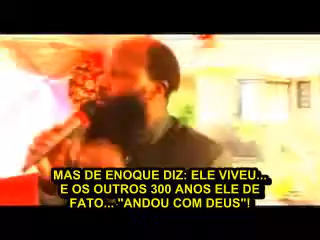 MAS DE ENOQUE DIZ: ELE VIVEU...
E OS OUTROS 300 ANOS ELE DE
FATO... "ANDOU COM DEUS"!